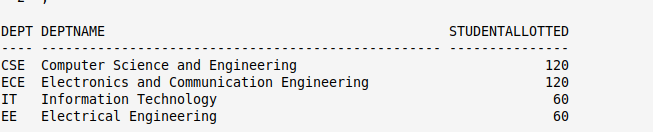 2 ;
DEPT DEPTNAME                                           STUDENTALLOTTED
---- -------------------------------------------------- ---------------
CSE  Computer Science and Engineering                               120
ECE  Electronics and Communication Engineering                      120
IT   Information Technology                                          60
EE   Electrical Engineering                                          60